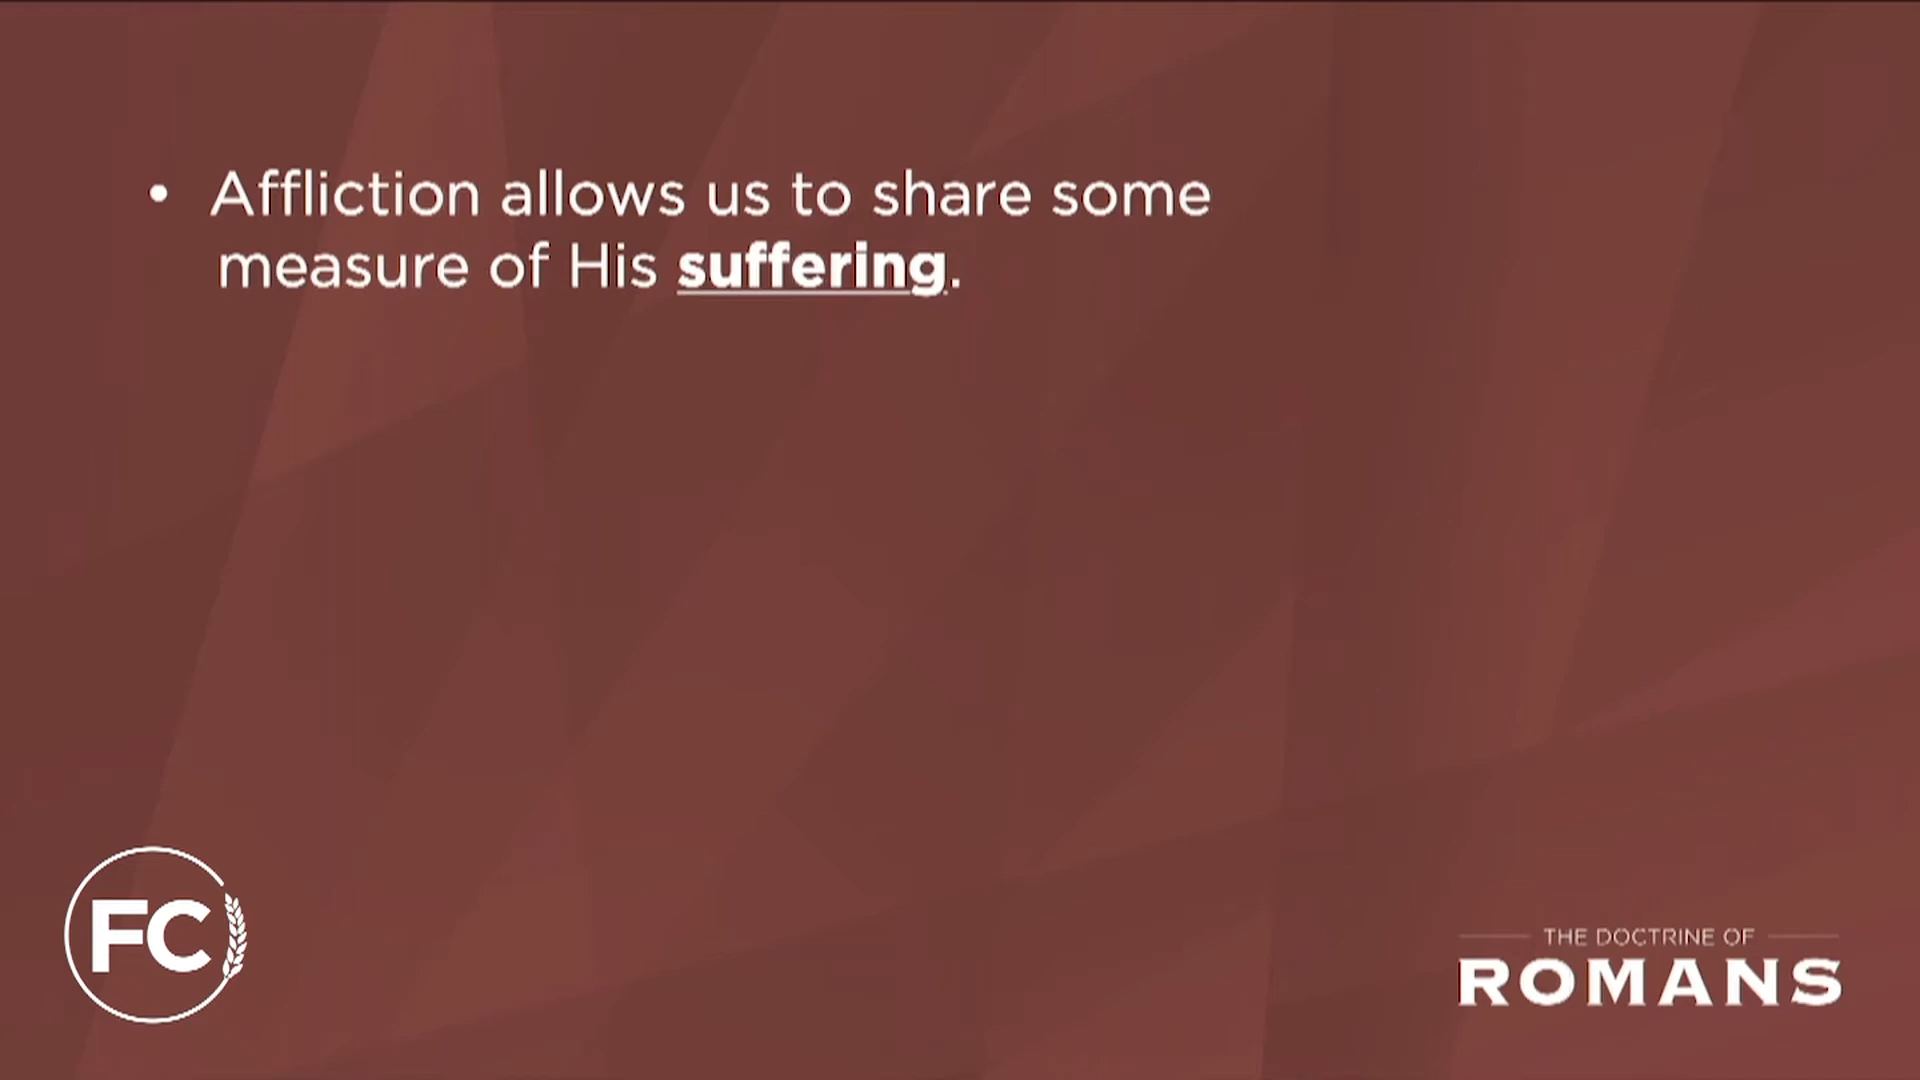 • Affliction allows us to share some
measure of His suffering.
FC
THE DOCTRINE OF
ROMANS